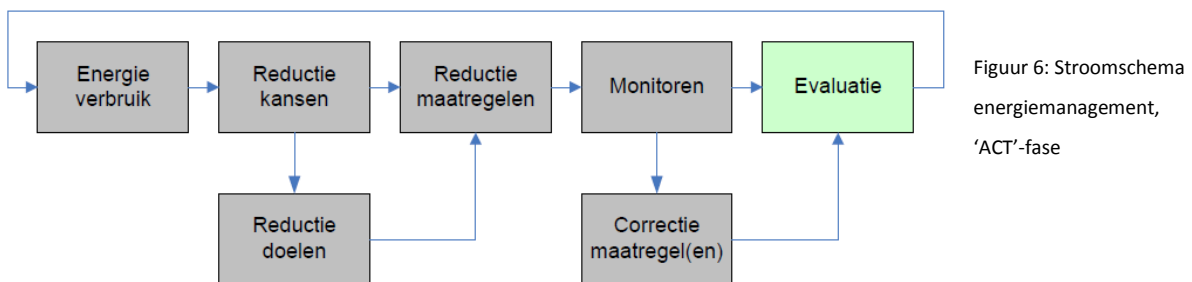 Energie
verbruik
Reductie
kansen
Reductie
maatregelen
Monitoren
Evaluatie
Reductie
doelen
Correctie
maatregel(en)
Figuur 6: Stroomschema
energiemanagement,
‘ACT’-fase